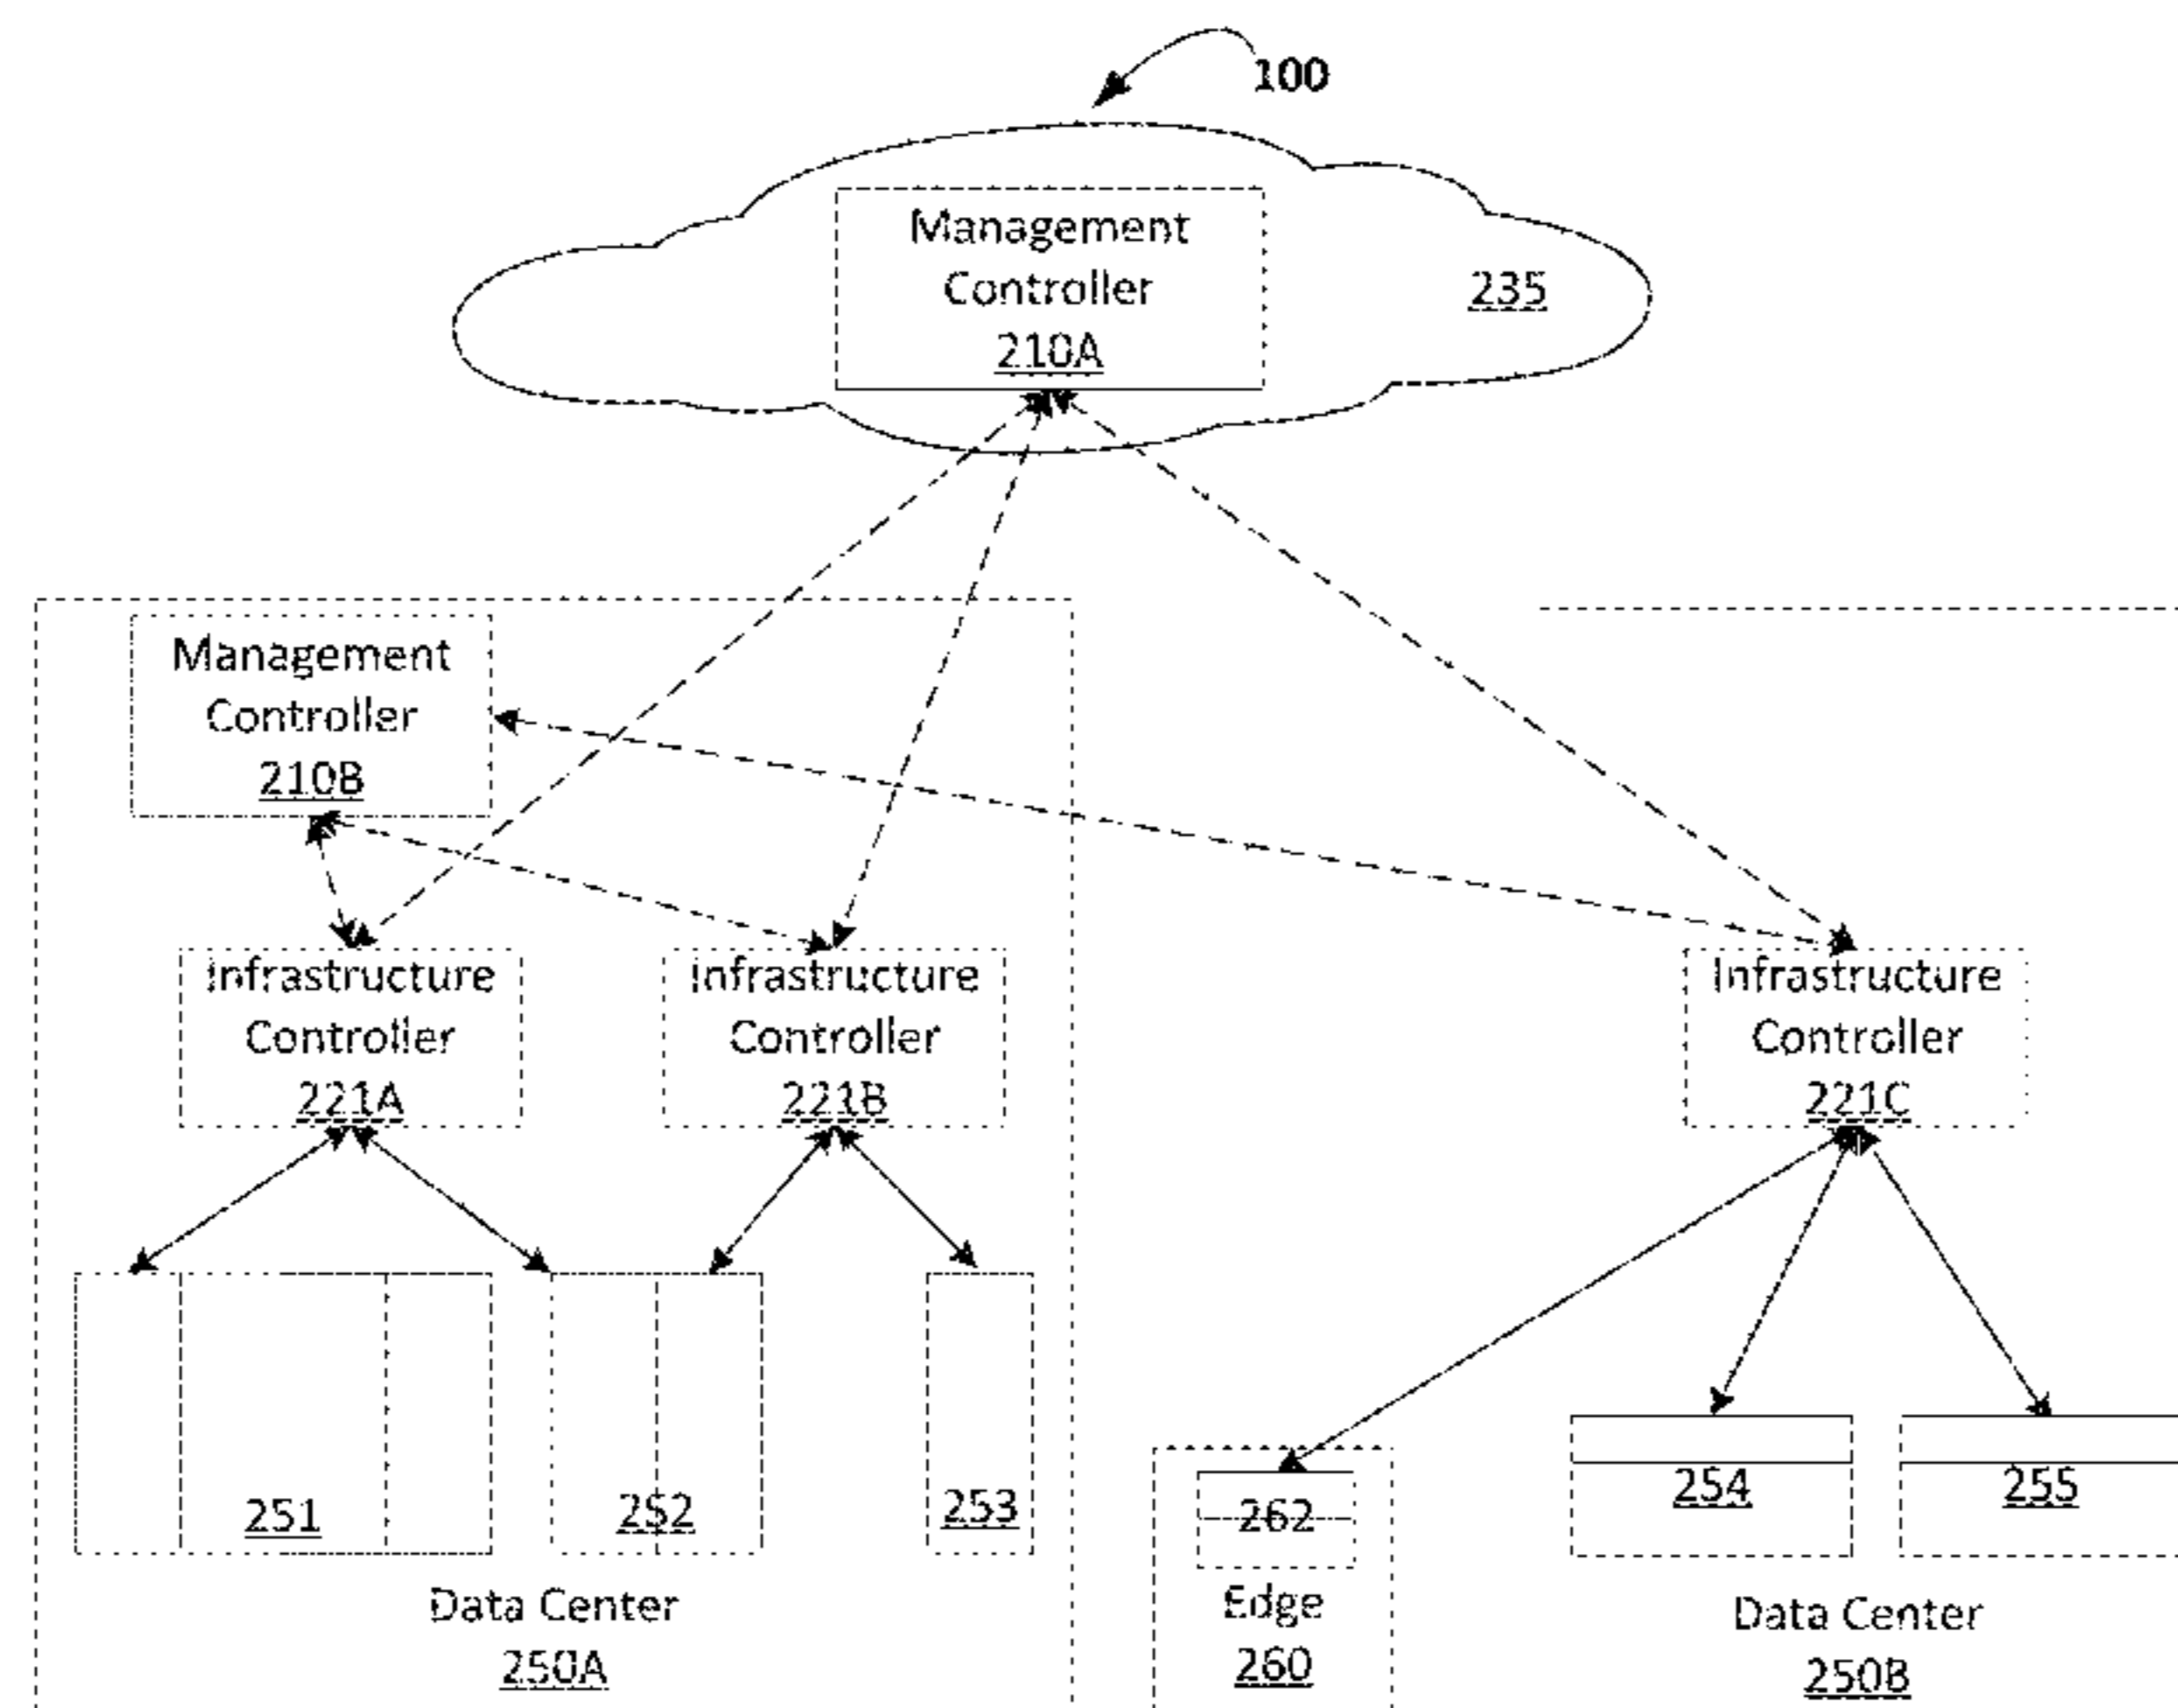 100
Management
Controller
210A
235
Management
Controller
210B
Infrastructure
Controller
221A
Infrastructure
Controller
221B
Infrastructure
Controller
221C
251
252
253
262
254
255
Data Center
250A
Edge
260
Data Center
250B